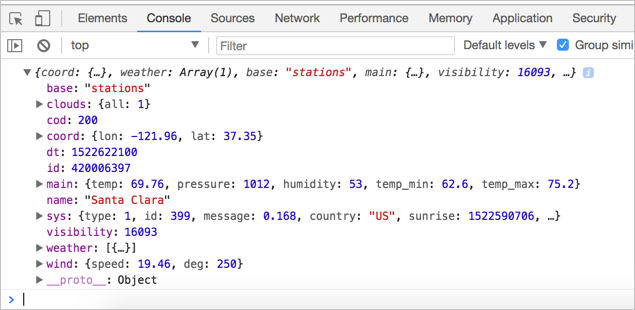 Elements Console Sources Network Performance Memory Application Security
top Filter Default levels Group simi
{coord: {…}, weather: Array(1), base: "stations", main: {…}, visibility: 16093, …} i
base: "stations"
clouds: {all: 1}
cod: 200
coord: {lon: -121.96, lat: 37.35}
dt: 1522622100
id: 420006397
main: {temp: 69.76, pressure: 1012, humidity: 53, temp_min: 62.6, temp_max: 75.2}
name: "Santa Clara"
sys: {type: 1, id: 399, message: 0.168, country: "US", sunrise: 1522590706, …}
visibility: 16093
weather: [{…}]
wind: {speed: 19.46, deg: 250}
__proto__: Object